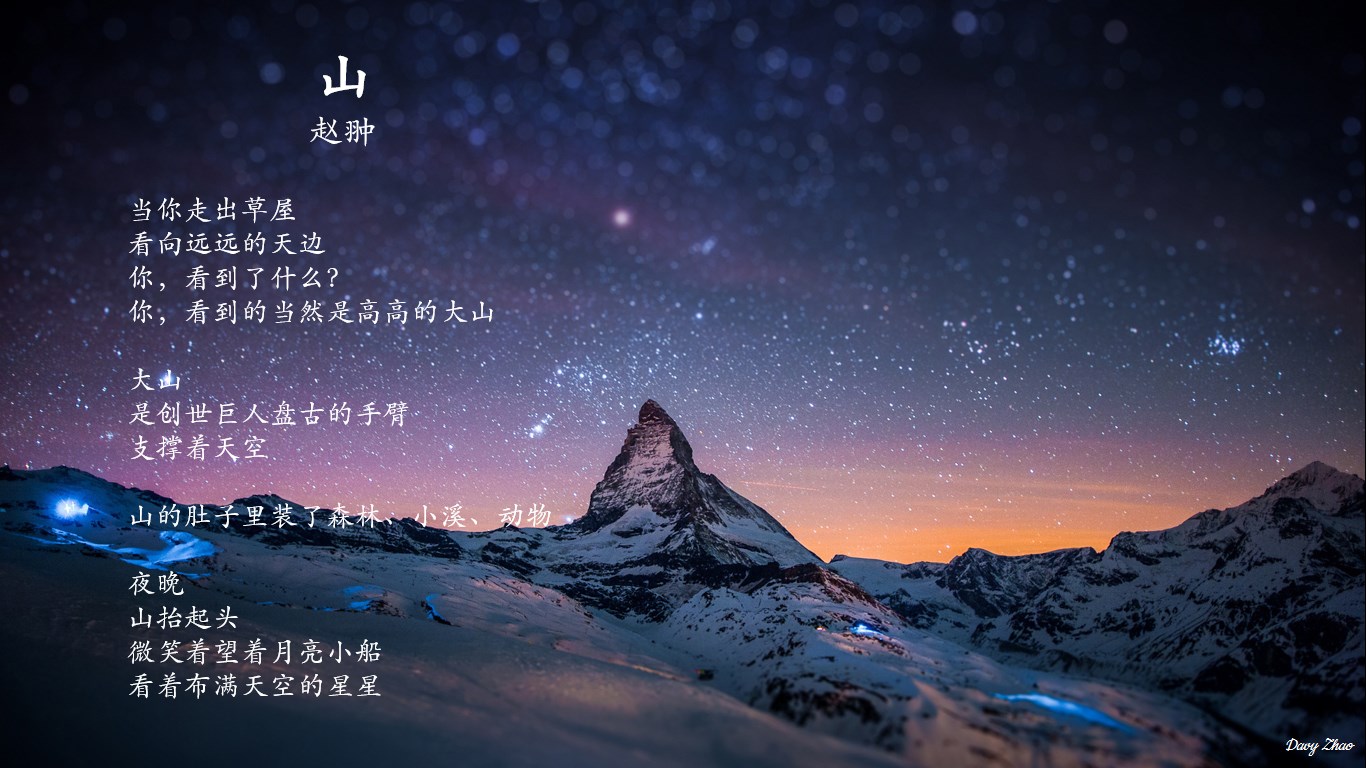 山
赵翀
当你走出草屋
看向远远的天边
你，看到了什么？
你，看到的当然是高高的大山
大山
是创世巨人盘古的手臂
支撑着天空
山的肚子里装了森林、小溪、动物
夜晚
山抬起头
微笑着望着月亮小船
看着布满天空的星星
Davy Zhao